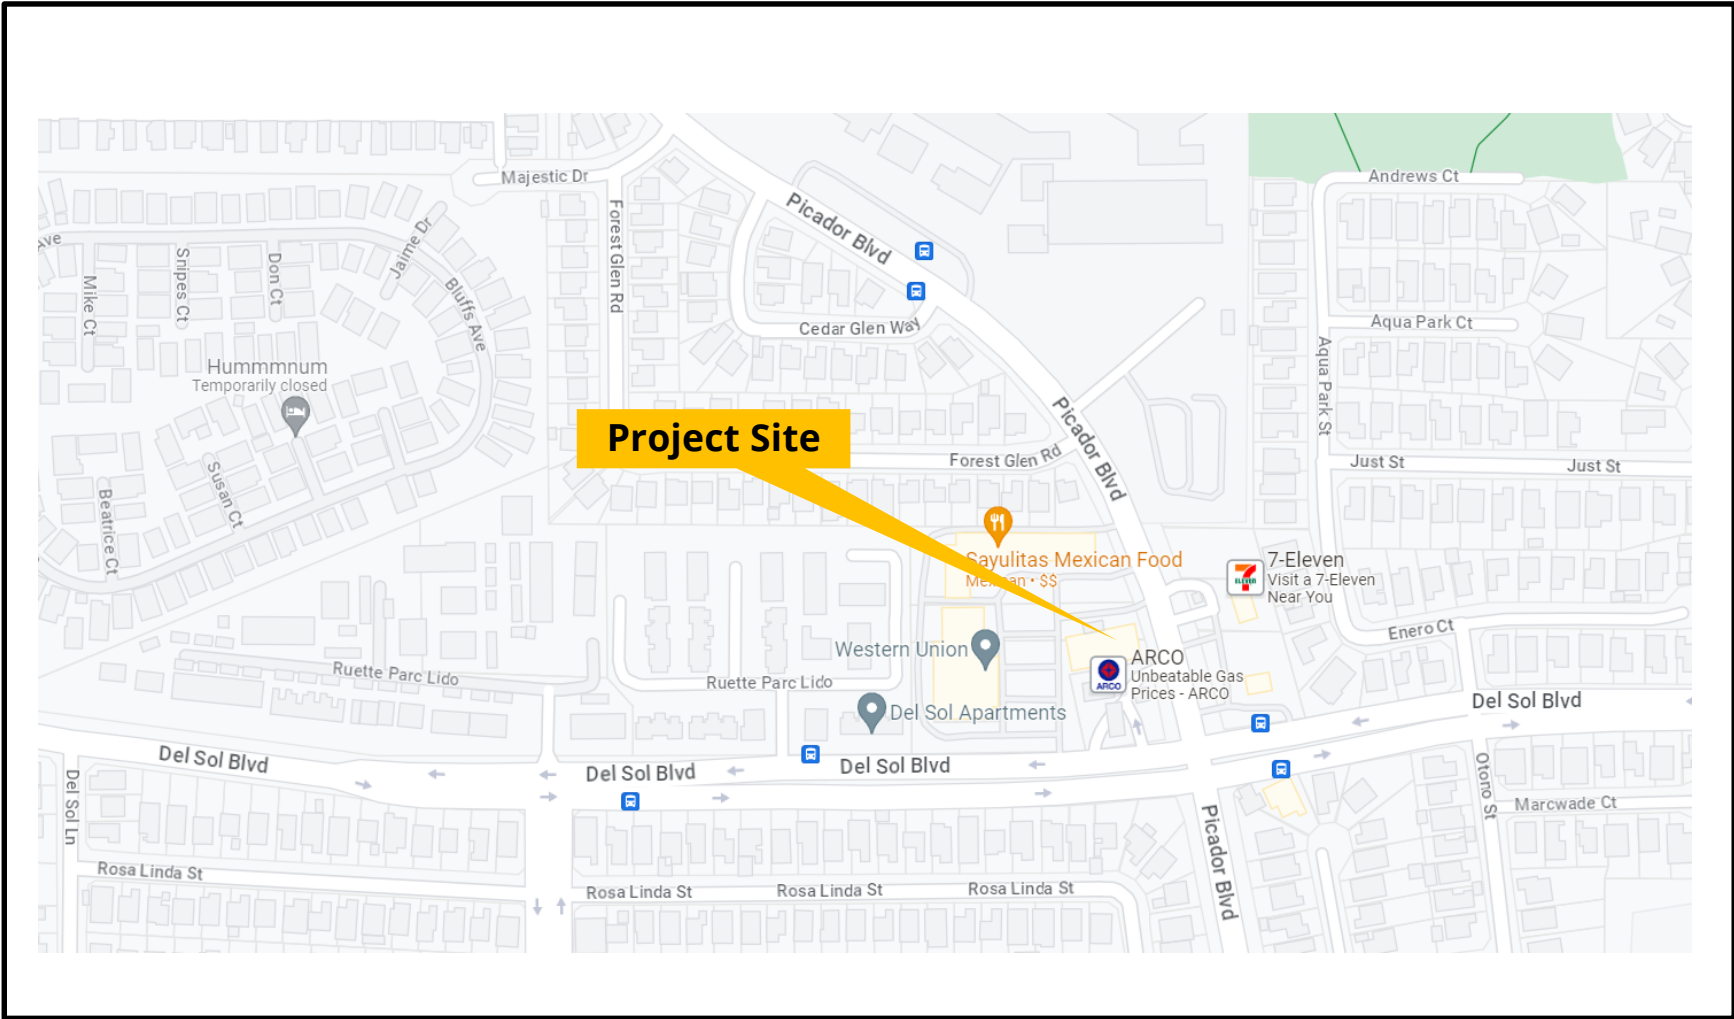 Majestic Dr
Andrews Ct
Picador Blvd
Forest Glen Rd
Jaime Dr
ve
Snipes Ct
Don Ct
Mike Ct
Bluffs Ave
Cedar Glen Way
Aqua Park Ct
Aqua Park St
Hummmnum
Temporarily closed
Project Site
Picador Blvd
Forest Glen Rd
Just St
Just St
Susan Ct
Beatrice Ct
Sayulitas Mexican Food
Mexican • $$
7-Eleven
Visit a 7-Eleven
Near You
ELEVEN
Enero Ct
Western Union
ARCO
Unbeatable Gas
Prices - ARCO
ARCO
Ruette Parc Lido
Ruette Parc Lido
Del Sol Apartments
Del Sol Blvd
Del Sol Blvd
Del Sol Blvd
Del Sol Blvd
Del Sol Ln
Otono St
Marcwade Ct
Picador Blvd
Rosa Linda St
Rosa Linda St
Rosa Linda St
Rosa Linda St